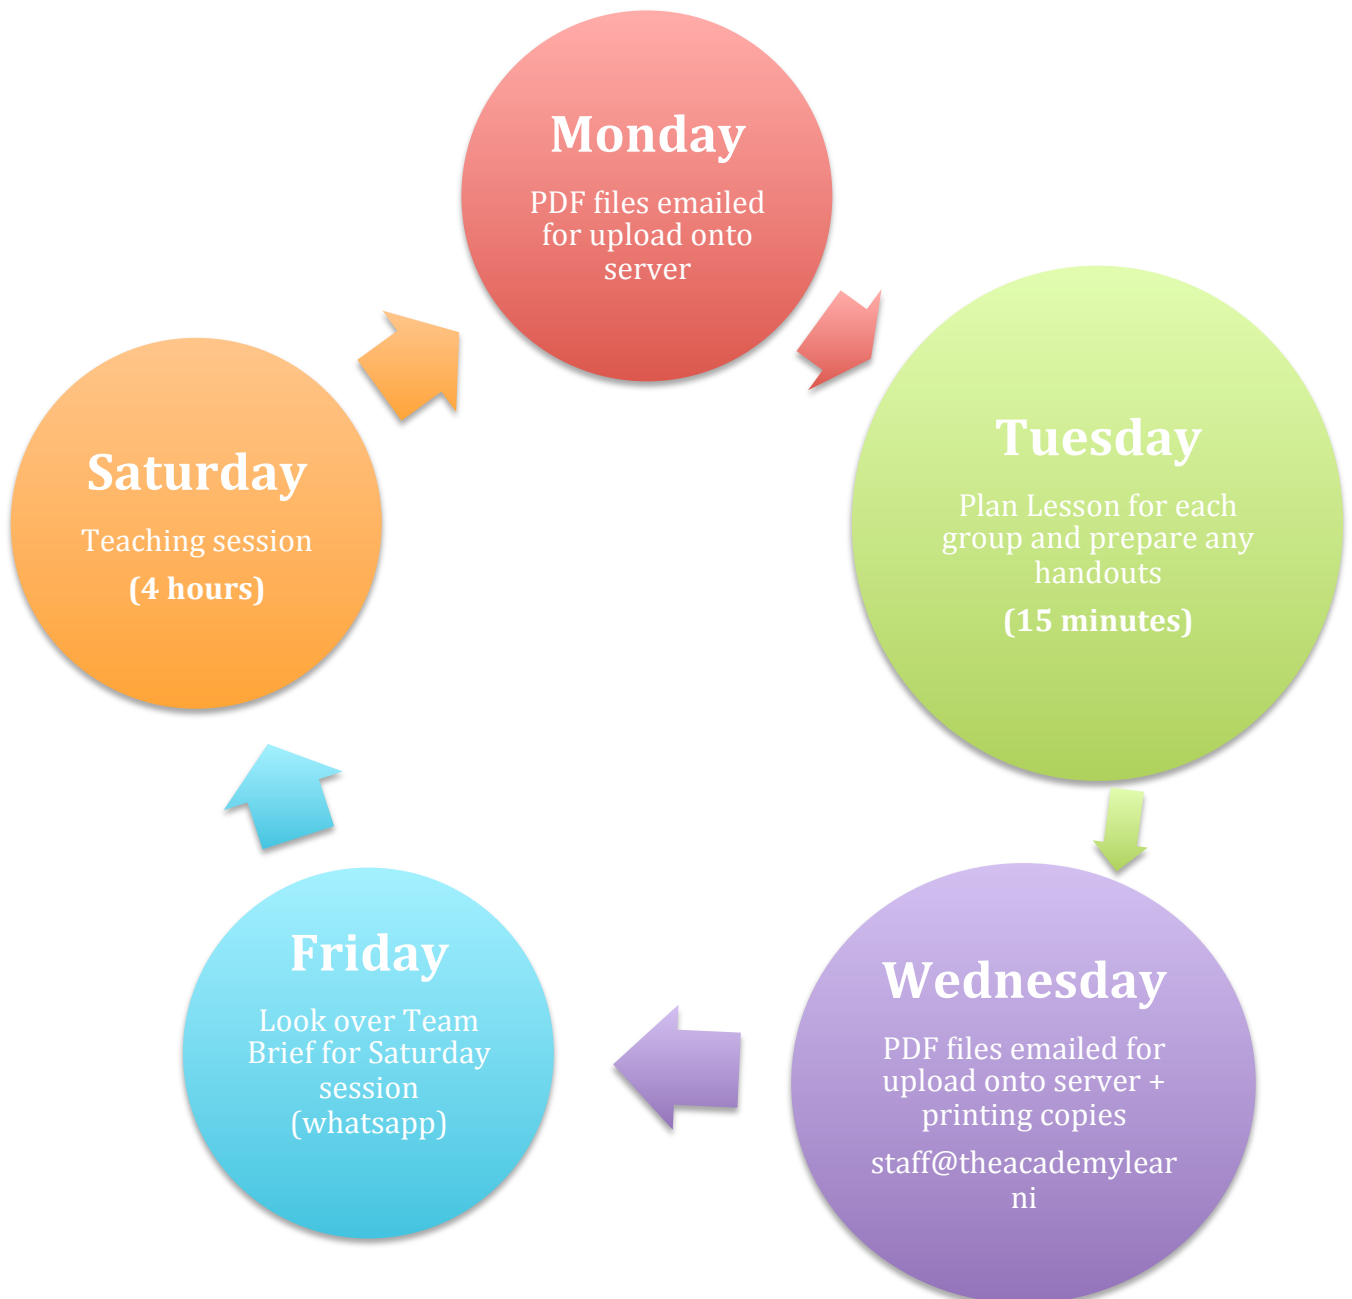 Monday
PDF files emailed
for upload onto
server
Tuesday
Plan Lesson for each
group and prepare any
handouts
(15 minutes)
Wednesday
PDF files emailed for
upload onto server +
printing copies
staff@theacademylear
ni
Friday
Look over Team
Brief for Saturday
session
(whatsapp)
Saturday
Teaching session
(4 hours)